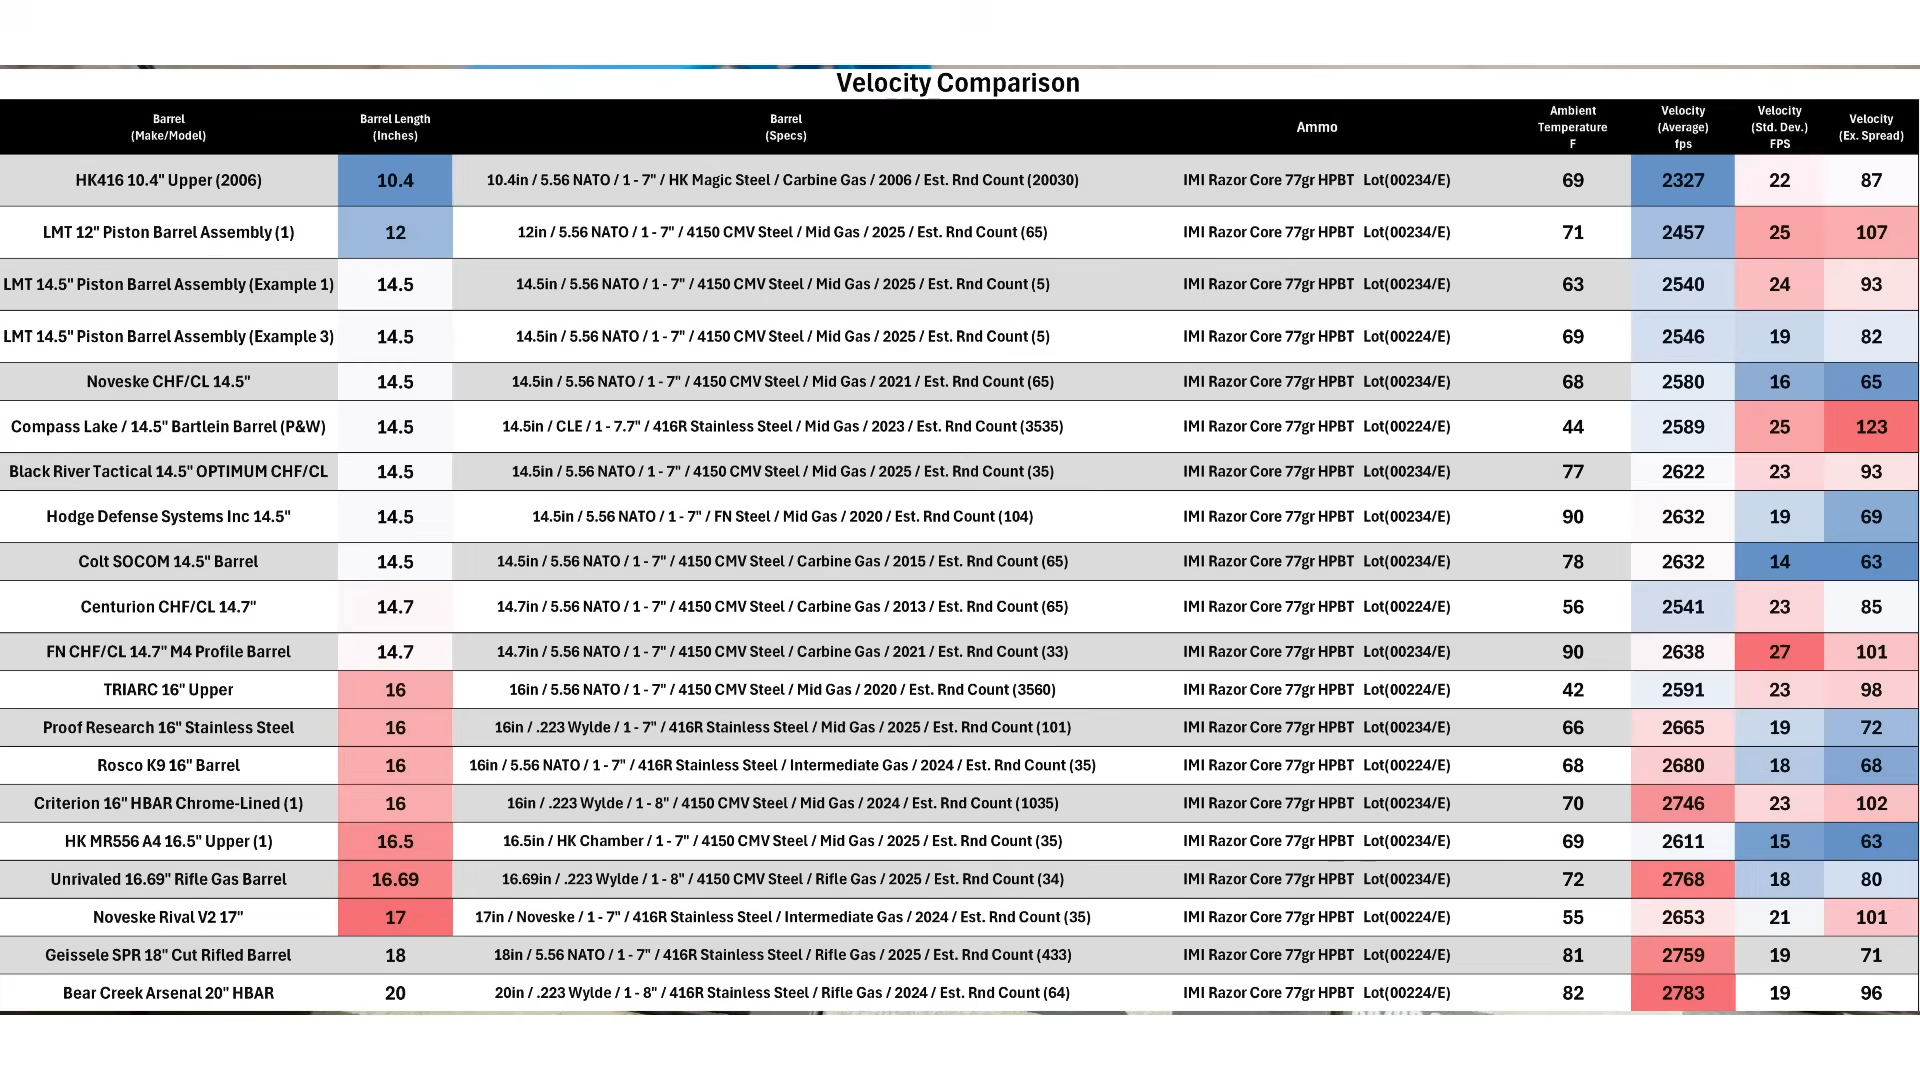 Velocity Comparison
Barrel (Make/Model) Barrel Length (Inches) Barrel (Specs) Ammo Ambient Temperature F Velocity (Average) fps Velocity (Std. Dev.) FPS Velocity (Ex. Spread)
HK416 10.4" Upper (2006) 10.4 10.4in / 5.56 NATO / 1 - 7" / HK Magic Steel / Carbine Gas / 2006 / Est. Rnd Count (20030) IMI Razor Core 77gr HPBT Lot(00234/E) 69 2327 22 87
LMT 12" Piston Barrel Assembly (1) 12 12in / 5.56 NATO / 1 - 7" / 4150 CMV Steel / Mid Gas / 2025 / Est. Rnd Count (65) IMI Razor Core 77gr HPBT Lot(00234/E) 71 2457 25 107
LMT 14.5" Piston Barrel Assembly (Example 1) 14.5 14.5in / 5.56 NATO / 1 - 7" / 4150 CMV Steel / Mid Gas / 2025 / Est. Rnd Count (5) IMI Razor Core 77gr HPBT Lot(00234/E) 63 2540 24 93
LMT 14.5" Piston Barrel Assembly (Example 3) 14.5 14.5in / 5.56 NATO / 1 - 7" / 4150 CMV Steel / Mid Gas / 2025 / Est. Rnd Count (5) IMI Razor Core 77gr HPBT Lot(00224/E) 69 2546 19 82
Noveske CHF/CL 14.5" 14.5 14.5in / 5.56 NATO / 1 - 7" / 4150 CMV Steel / Mid Gas / 2021 / Est. Rnd Count (65) IMI Razor Core 77gr HPBT Lot(00234/E) 68 2580 16 65
Compass Lake / 14.5" Bartlein Barrel (P&W) 14.5 14.5in / CLE / 1 - 7.7" / 416R Stainless Steel / Mid Gas / 2023 / Est. Rnd Count (3535) IMI Razor Core 77gr HPBT Lot(00224/E) 44 2589 25 123
Black River Tactical 14.5" OPTIMUM CHF/CL 14.5 14.5in / 5.56 NATO / 1 - 7" / 4150 CMV Steel / Mid Gas / 2025 / Est. Rnd Count (35) IMI Razor Core 77gr HPBT Lot(00234/E) 77 2622 23 93
Hodge Defense Systems Inc 14.5" 14.5 14.5in / 5.56 NATO / 1 - 7" / FN Steel / Mid Gas / 2020 / Est. Rnd Count (104) IMI Razor Core 77gr HPBT Lot(00234/E) 90 2632 19 69
Colt SOCOM 14.5" Barrel 14.5 14.5in / 5.56 NATO / 1 - 7" / 4150 CMV Steel / Carbine Gas / 2015 / Est. Rnd Count (65) IMI Razor Core 77gr HPBT Lot(00234/E) 78 2632 14 63
Centurion CHF/CL 14.7" 14.7 14.7in / 5.56 NATO / 1 - 7" / 4150 CMV Steel / Carbine Gas / 2013 / Est. Rnd Count (65) IMI Razor Core 77gr HPBT Lot(00224/E) 56 2541 23 85
FN CHF/CL 14.7" M4 Profile Barrel 14.7 14.7in / 5.56 NATO / 1 - 7" / 4150 CMV Steel / Carbine Gas / 2021 / Est. Rnd Count (33) IMI Razor Core 77gr HPBT Lot(00234/E) 90 2638 27 101
TRIARC 16" Upper 16 16in / 5.56 NATO / 1 - 7" / 4150 CMV Steel / Mid Gas / 2020 / Est. Rnd Count (3560) IMI Razor Core 77gr HPBT Lot(00224/E) 42 2591 23 98
Proof Research 16" Stainless Steel 16 16in / .223 Wylde / 1 - 7" / 416R Stainless Steel / Mid Gas / 2025 / Est. Rnd Count (101) IMI Razor Core 77gr HPBT Lot(00234/E) 66 2665 19 72
Rosco K9 16" Barrel 16 16in / 5.56 NATO / 1 - 7" / 416R Stainless Steel / Intermediate Gas / 2024 / Est. Rnd Count (35) IMI Razor Core 77gr HPBT Lot(00224/E) 68 2680 18 68
Criterion 16" HBAR Chrome-Lined (1) 16 16in / .223 Wylde / 1 - 8" / 4150 CMV Steel / Mid Gas / 2024 / Est. Rnd Count (1035) IMI Razor Core 77gr HPBT Lot(00234/E) 70 2746 23 102
HK MR556 A4 16.5" Upper (1) 16.5 16.5in / HK Chamber / 1 - 7" / 4150 CMV Steel / Mid Gas / 2025 / Est. Rnd Count (35) IMI Razor Core 77gr HPBT Lot(00234/E) 69 2611 15 63
Unrivaled 16.69" Rifle Gas Barrel 16.69 16.69in / .223 Wylde / 1 - 8" / 4150 CMV Steel / Rifle Gas / 2025 / Est. Rnd Count (34) IMI Razor Core 77gr HPBT Lot(00234/E) 72 2768 18 80
Noveske Rival V2 17" 17 17in / Noveske / 1 - 7" / 416R Stainless Steel / Intermediate Gas / 2024 / Est. Rnd Count (35) IMI Razor Core 77gr HPBT Lot(00224/E) 55 2653 21 101
Geissele SPR 18" Cut Rifled Barrel 18 18in / 5.56 NATO / 1 - 7" / 416R Stainless Steel / Rifle Gas / 2025 / Est. Rnd Count (433) IMI Razor Core 77gr HPBT Lot(00234/E) 81 2759 19 71
Bear Creek Arsenal 20" HBAR 20 20in / .223 Wylde / 1 - 8" / 416R Stainless Steel / Rifle Gas / 2024 / Est. Rnd Count (64) IMI Razor Core 77gr HPBT Lot(00224/E) 82 2783 19 96